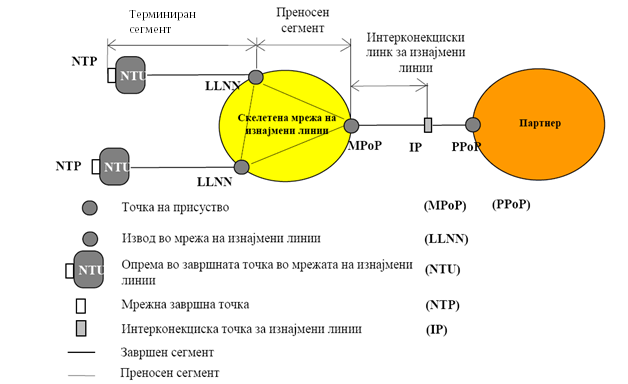 Терминиран
сегмент
Преносен
сегмент
Интерконекциски
линк за изнајмени
линии
NTP
NTU
LLNN
Скелетена мрежа на
изнајмени линии
MPoP
IP
PPoP
Партнер
NTP
NTU
LLNN
Точка на присуство (MPoP) (PPoP)
Извод во мрежа на изнајмени линии (LLNN)
NTU Опрема во завршната точка во мрежата на изнајмени
линии (NTU)
Мрежна завршна точка (NTP)
Интерконекциска точка за изнајмени линии (IP)
Завршен сегмент
Преносен сегмент